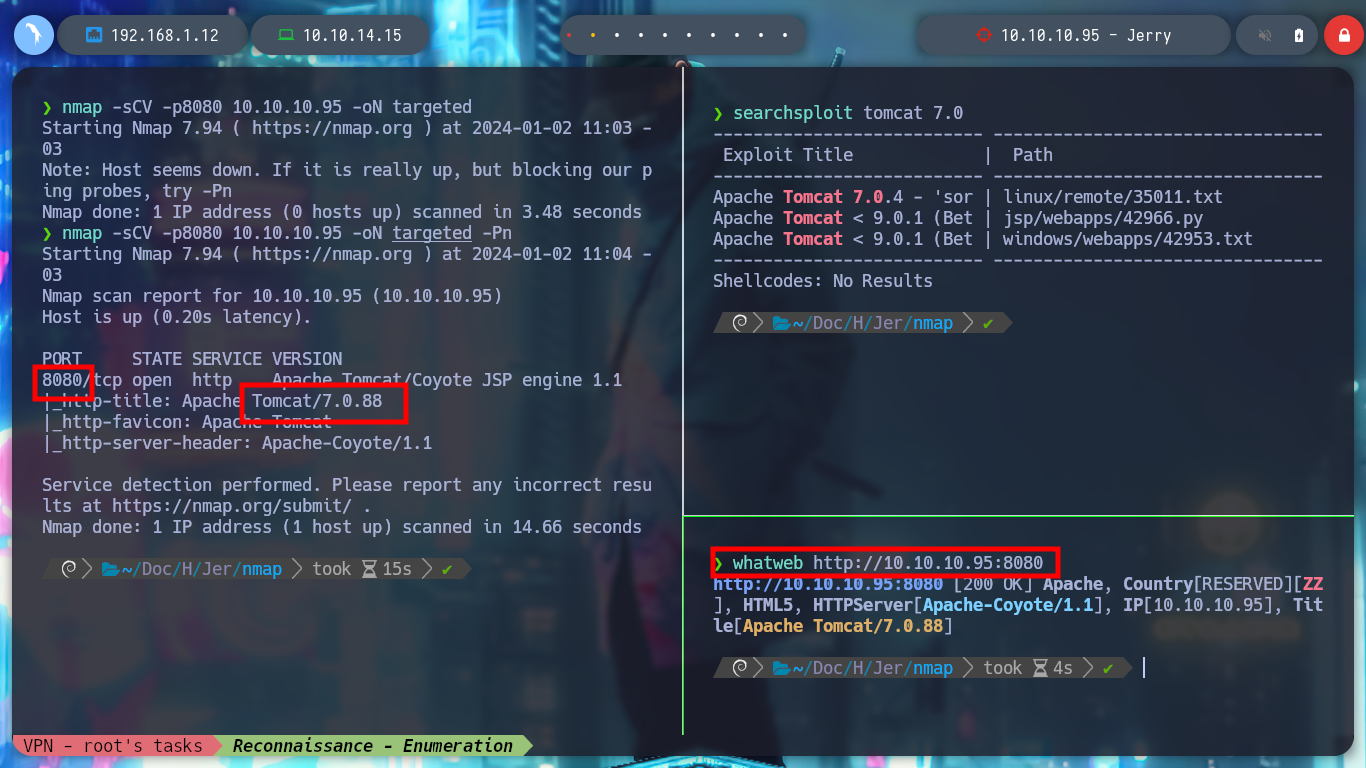 192.168.1.12
10.10.14.15
10.10.10.95 - Jerry
❯ nmap -sCV -p8080 10.10.10.95 -oN targeted
Starting Nmap 7.94 ( https://nmap.org ) at 2024-01-02 11:03 -
03
Note: Host seems down. If it is really up, but blocking our p
ing probes, try -Pn
Nmap done: 1 IP address (0 hosts up) scanned in 3.48 seconds
❯ nmap -sCV -p8080 10.10.10.95 -oN targeted -Pn
Starting Nmap 7.94 ( https://nmap.org ) at 2024-01-02 11:04 -
03
Nmap scan report for 10.10.10.95 (10.10.10.95)
Host is up (0.20s latency).
PORT     STATE SERVICE VERSION
8080/tcp open  http    Apache Tomcat/Coyote JSP engine 1.1
|_http-title: Apache Tomcat/7.0.88
|_http-favicon: Apache Tomcat
|_http-server-header: Apache-Coyote/1.1
Service detection performed. Please report any incorrect resu
lts at https://nmap.org/submit/ .
Nmap done: 1 IP address (1 host up) scanned in 14.66 seconds
~/Doc/H/Jer/nmap took 15s ✔
❯ searchsploit tomcat 7.0
--------------------------- ---------------------------------
Exploit Title             |  Path
--------------------------- ---------------------------------
Apache Tomcat 7.0.4 - 'sor | linux/remote/35011.txt
Apache Tomcat < 9.0.1 (Bet | jsp/webapps/42966.py
Apache Tomcat < 9.0.1 (Bet | windows/webapps/42953.txt
--------------------------- ---------------------------------
Shellcodes: No Results
~/Doc/H/Jer/nmap ✔
❯ whatweb http://10.10.10.95:8080
http://10.10.10.95:8080 [200 OK] Apache, Country[RESERVED][ZZ
], HTML5, HTTPServer[Apache-Coyote/1.1], IP[10.10.10.95], Tit
le[Apache Tomcat/7.0.88]
~/Doc/H/Jer/nmap took 4s ✔
VPN - root's tasks
Reconnaissance - Enumeration